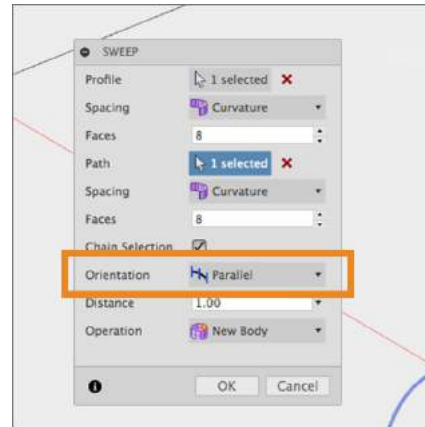 SWEEP
Profile 1 selected
Spacing Curvature
Faces 8
Path 1 selected
Spacing Curvature
Faces 8
Chain Selection
Orientation Parallel
Distance 1.00
Operation New Body
OK Cancel